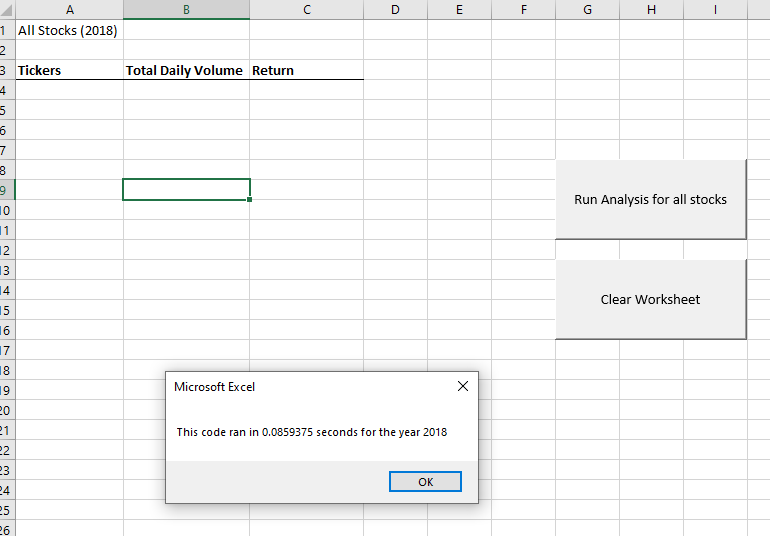 A B C D E F G H I
1 All Stocks (2018)
2
3 Tickers Total Daily Volume Return
4
5
6
7
8
9 Run Analysis for all stocks
10
11
12
13
14 Clear Worksheet
15
16
17
18
19 Microsoft Excel
20
21 This code ran in 0.0859375 seconds for the year 2018
22
23
24 OK
25
26